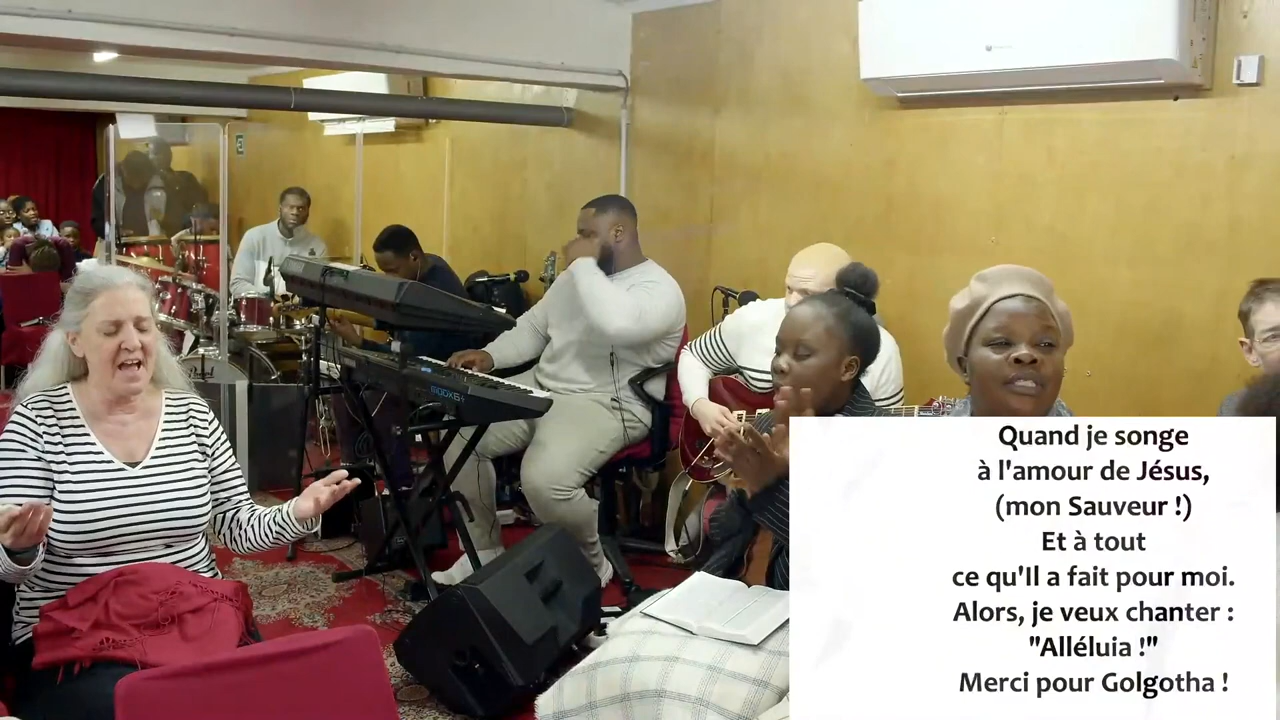 MODX6+
Quand je songe
à l'amour de Jésus,
(mon Sauveur !)
Et à tout
ce qu'Il a fait pour moi.
Alors, je veux chanter :
"Alléluia !"
Merci pour Golgotha !